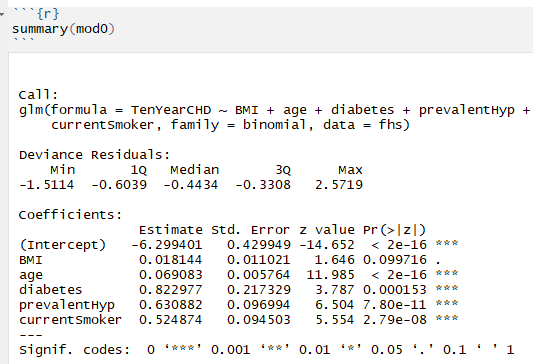 ```{r}
summary(mod0)
```
Call:
glm(formula = TenYearCHD ~ BMI + age + diabetes + prevalentHyp +
    currentSmoker, family = binomial, data = fhs)
Deviance Residuals:
    Min      1Q  Median      3Q     Max
-1.5114 -0.6039 -0.4434 -0.3308  2.5719
Coefficients:
              Estimate Std. Error z value Pr(>|z|)
(Intercept)   -6.299401   0.429949 -14.652  < 2e-16 ***
BMI            0.018144   0.011021   1.646 0.099716 .
age            0.069083   0.005764  11.985  < 2e-16 ***
diabetes       0.822977   0.217329   3.787 0.000153 ***
prevalentHyp   0.630882   0.096994   6.504 7.80e-11 ***
currentSmoker  0.524874   0.094503   5.554 2.79e-08 ***
---
Signif. codes:  0 ‘***’ 0.001 ‘**’ 0.01 ‘*’ 0.05 ‘.’ 0.1 ‘ ’ 1